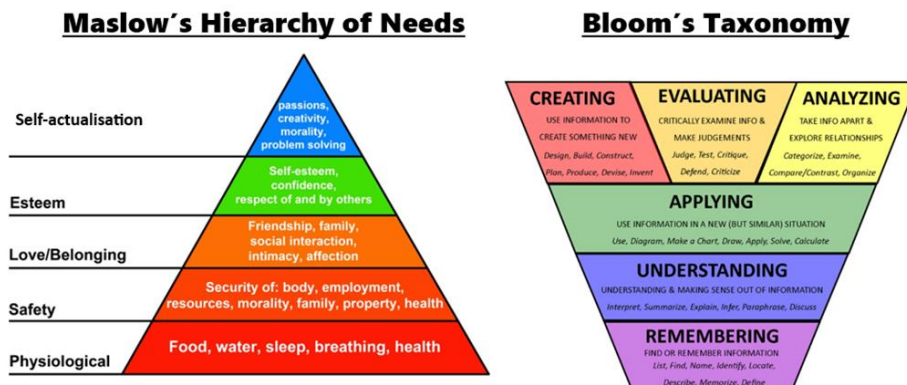 Maslow´s Hierarchy of Needs
Self-actualisation
passions,
creativity,
morality,
problem solving
Esteem
Self-esteem,
confidence,
respect of and by others
Love/Belonging
Friendship, family,
social interaction,
intimacy, affection
Safety
Security of: body, employment,
resources, morality, family, property, health
Physiological
Food, water, sleep, breathing, health
Bloom´s Taxonomy
CREATING
USE INFORMATION TO
CREATE SOMETHING NEW
Design, Build, Construct,
Plan, Produce, Devise, Invent
EVALUATING
CRITICALLY EXAMINE INFO &
MAKE JUDGEMENTS
Judge, Test, Critique,
Defend, Criticize
ANALYZING
TAKE INFO APART &
EXPLORE RELATIONSHIPS
Categorize, Examine,
Compare/Contrast, Organize
APPLYING
USE INFORMATION IN A NEW (BUT SIMILAR) SITUATION
Use, Diagram, Make a Chart, Draw, Apply, Solve, Calculate
UNDERSTANDING
UNDERSTANDING & MAKING SENSE OUT OF INFORMATION
Interpret, Summarize, Explain, Infer, Paraphrase, Discuss
REMEMBERING
FIND OR REMEMBER INFORMATION
List, Find, Name, Identify, Locate,
Describe, Memorize, Define